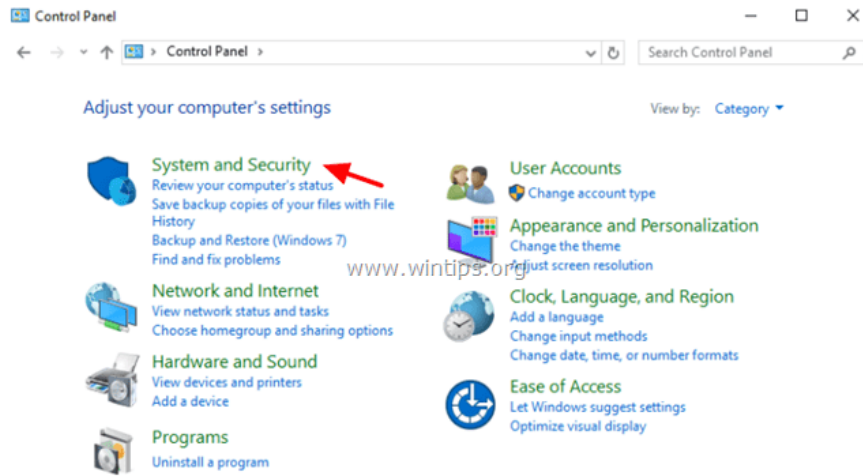 Control Panel
Control Panel
Search Control Panel
Adjust your computer's settings
View by: Category
System and Security
Review your computer's status
Save backup copies of your files with File
History
Backup and Restore (Windows 7)
Find and fix problems
Network and Internet
View network status and tasks
Choose homegroup and sharing options
Hardware and Sound
View devices and printers
Add a device
Programs
Uninstall a program
User Accounts
Change account type
Appearance and Personalization
Change the theme
Adjust screen resolution
www.wintips.org
Clock, Language, and Region
Add a language
Change input methods
Change date, time, or number formats
Ease of Access
Let Windows suggest settings
Optimize visual display